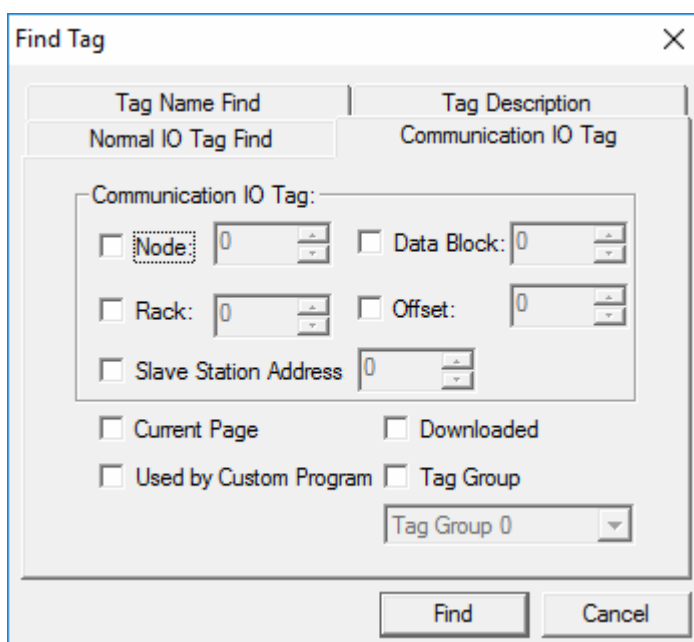 Find Tag
Tag Name Find
Tag Description
Normal IO Tag Find
Communication IO Tag
Communication IO Tag:
Node: 0
Data Block: 0
Rack: 0
Offset: 0
Slave Station Address 0
Current Page
Downloaded
Used by Custom Program
Tag Group
Tag Group 0
Find
Cancel